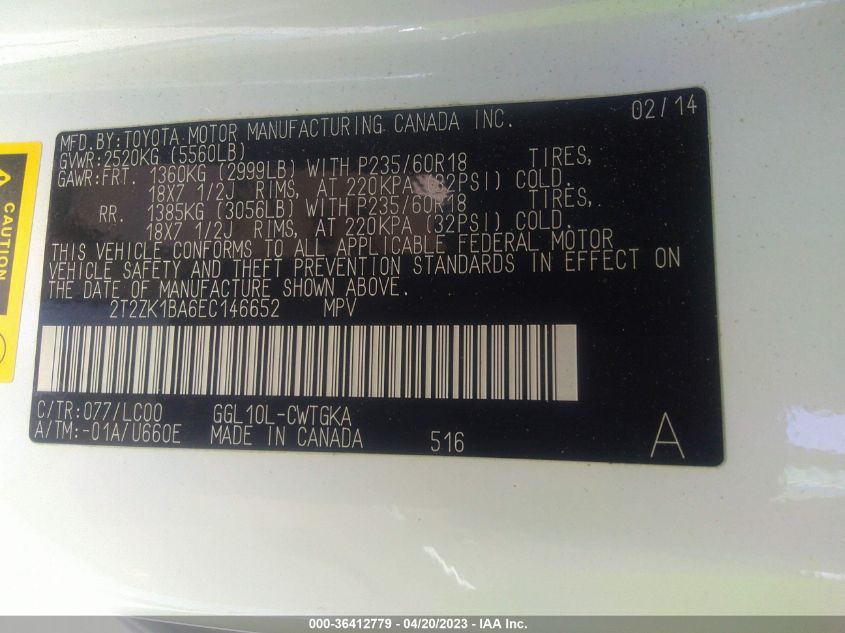 02/14
MFD.BY:TOYOTA MOTOR MANUFACTURING CANADA INC.
GVWR:2520KG (5560LB)
GAWR:FRT. 1360KG (2999LB) WITH P235/60R18 TIRES,
18X7 1/2J RIMS, AT 220KPA (32PSI) COLD.
RR. 1385KG (3056LB) WITH P235/60R18 TIRES,
18X7 1/2J RIMS, AT 220KPA (32PSI) COLD.
THIS VEHICLE CONFORMS TO ALL APPLICABLE FEDERAL MOTOR
VEHICLE SAFETY AND THEFT PREVENTION STANDARDS IN EFFECT ON
THE DATE OF MANUFACTURE SHOWN ABOVE.
2T2ZK1BA6EC146652 MPV
C/TR:077/LC00 GGL10L-CWTGKA
A/TM:-01A/U660E MADE IN CANADA 516 A
CAUTION
000-36412779 - 04/20/2023 - IAA Inc.